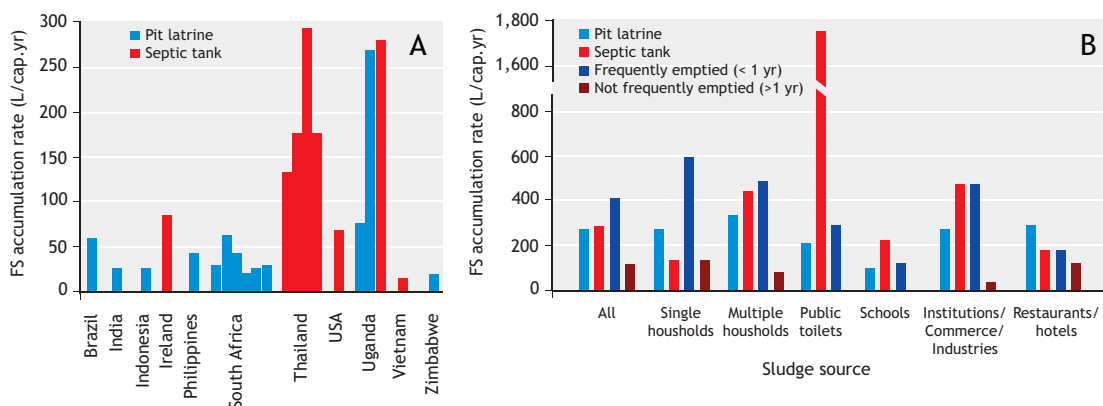 FS accumulation rate (L/cap.yr)
300
250
200
150
100
50
0
Pit latrine
Septic tank
A
Brazil
India
Indonesia
Ireland
Philippines
South Africa
Thailand
USA
Uganda
Vietnam
Zimbabwe
FS accumulation rate (L/cap.yr)
1,800
1,600
800
600
400
200
0
Pit latrine
Septic tank
Frequently emptied (< 1 yr)
Not frequently emptied (>1 yr)
B
All
Single
housholds
Multiple
housholds
Public
toilets
Schools
Institutions/
Commerce/
Industries
Restaurants/
hotels
Sludge source